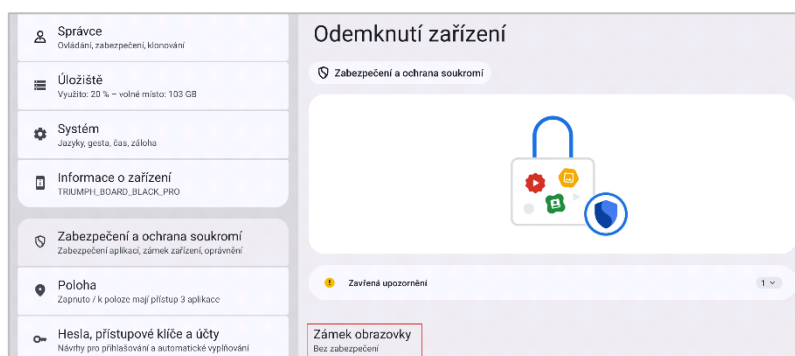 Správce
Ovládání, zabezpečení, klonování
Úložiště
Využito: 20 % – volné místo: 103 GB
Systém
Jazyky, gesta, čas, záloha
Informace o zařízení
TRIUMPH_BOARD_BLACK_PRO
Zabezpečení a ochrana soukromí
Zabezpečení aplikací, zámek zařízení, oprávnění
Poloha
Zapnuto / k poloze mají přístup 3 aplikace
Hesla, přístupové klíče a účty
Návrhy pro přihlašování a automatické vyplňování
Odemknutí zařízení
Zabezpečení a ochrana soukromí
Zavřená upozornění
1
Zámek obrazovky
Bez zabezpečení